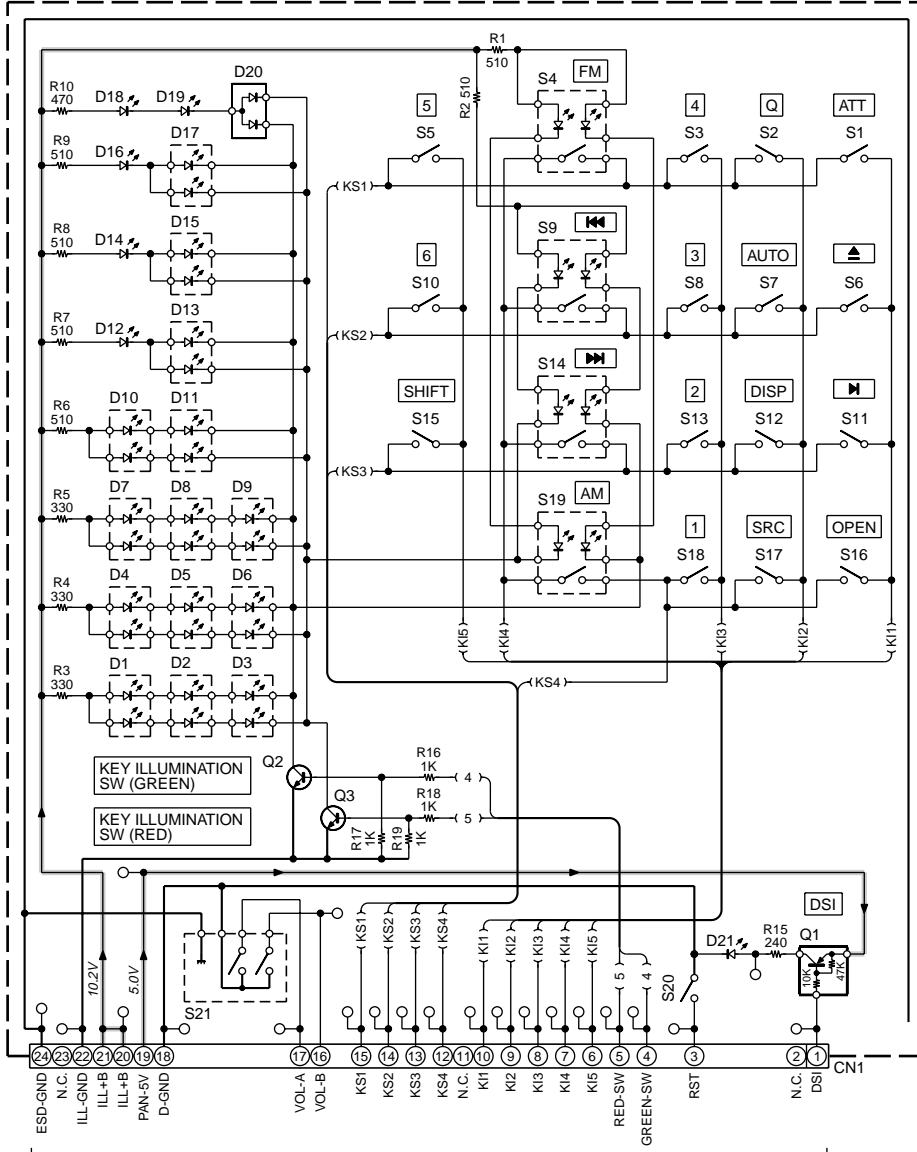 R1
510
R2 510
S4 FM
R10
470
D18 D19 D20
5
S5
4
S3
Q
S2
ATT
S1
R9
510
D16 D17
KS1
R8
510
D14 D15
S9
6
S10
3
S8
AUTO
S7
S6
R7
510
D12 D13
KS2
S14
SHIFT
S15
2
S13
DISP
S12
S11
R6
510
D10 D11
KS3
S19 AM
R5
330
D7 D8 D9
1
S18
SRC
S17
OPEN
S16
R4
330
D4 D5 D6
KI5 KI4 KI3 KI2 KI1
KS4
R3
330
D1 D2 D3
KEY ILLUMINATION
SW (GREEN)
Q2
R16
1K
4
KEY ILLUMINATION
SW (RED)
Q3
R18
1K
5
R17
1K
R19
1K
10.2V
5.0V
S21
KS1 KS2 KS3 KS4
KI1 KI2 KI3 KI4 KI5
5 4
S20
D21
R15
240
DSI
Q1
10K
47K
24 23 22 21 20 19 18 17 16 15 14 13 12 11 10 9 8 7 6 5 4 3 2 1
CN1
ESD-GND
N.C.
ILL-GND
ILL+B
ILL+B
PAN-5V
D-GND
VOL-A
VOL-B
KS1
KS2
KS3
KS4
N.C.
KI1
KI2
KI3
KI4
KI5
RED-SW
GREEN-SW
RST
N.C.
DSI